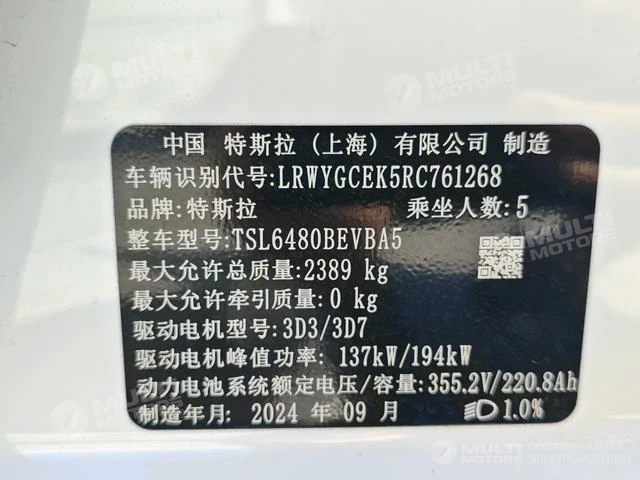 MULTI
MOTORS
MULTI
MOTORS
中国 特斯拉 (上海) 有限公司 制造
车辆识别代号:LRWYGCEK5RC761268
品牌:特斯拉 乘坐人数:5
整车型号:TSL6480BEVBA5
最大允许总质量:2389 kg
最大允许牵引质量:0 kg
驱动电机型号:3D3/3D7
驱动电机峰值功率: 137kW/194kW
动力电池系统额定电压/容量:355.2V/220.8Ah
制造年月: 2024 年 09 月 1.0%
MULTI
MOTORS
MULTI
MOTORS